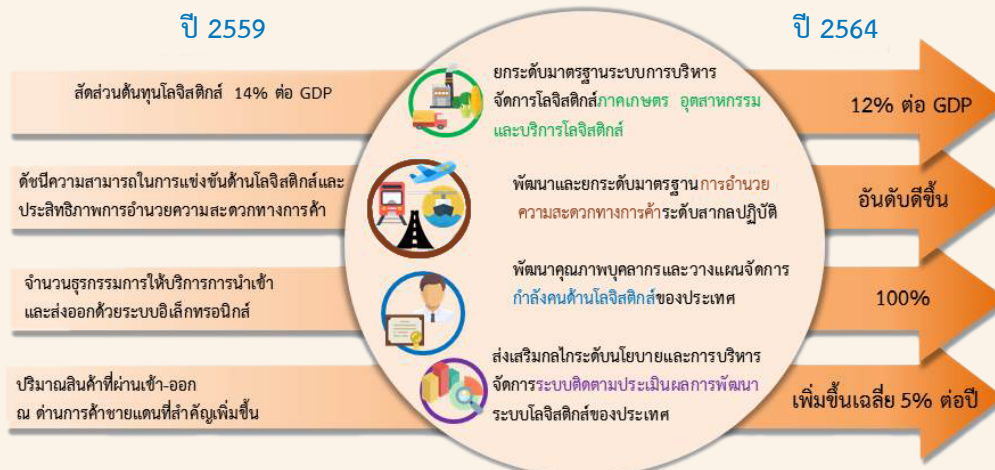 ปี 2559
ปี 2564
สัดส่วนต้นทุนโลจิสติกส์ 14% ต่อ GDP
ยกระดับมาตรฐานระบบการบริหาร
จัดการโลจิสติกส์ภาคเกษตร อุตสาหกรรม
และบริการโลจิสติกส์
12% ต่อ GDP
ดัชนีความสามารถในการแข่งขันด้านโลจิสติกส์และ
ประสิทธิภาพการอำนวยความสะดวกทางการค้า
พัฒนาและยกระดับมาตรฐานการอำนวย
ความสะดวกทางการค้าระดับสากลปฏิบัติ
อันดับดีขึ้น
จำนวนธุรกรรมการให้บริการการนำเข้า
และส่งออกด้วยระบบอิเล็กทรอนิกส์
พัฒนาคุณภาพบุคลากรและวางแผนจัดการ
กำลังคนด้านโลจิสติกส์ของประเทศ
100%
ปริมาณสินค้าที่ผ่านเข้า-ออก
ณ ด่านการค้าชายแดนที่สำคัญเพิ่มขึ้น
ส่งเสริมกลไกระดับนโยบายและการบริหาร
จัดการระบบติดตามประเมินผลการพัฒนา
ระบบโลจิสติกส์ของประเทศ
เพิ่มขึ้นเฉลี่ย 5% ต่อปี